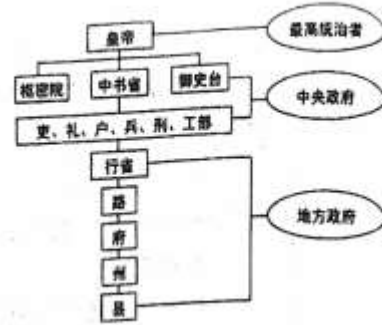 皇帝
最高统治者
枢密院
中书省
御史台
中央政府
吏、礼、户、兵、刑、工部
行省
路
府
地方政府
州
县